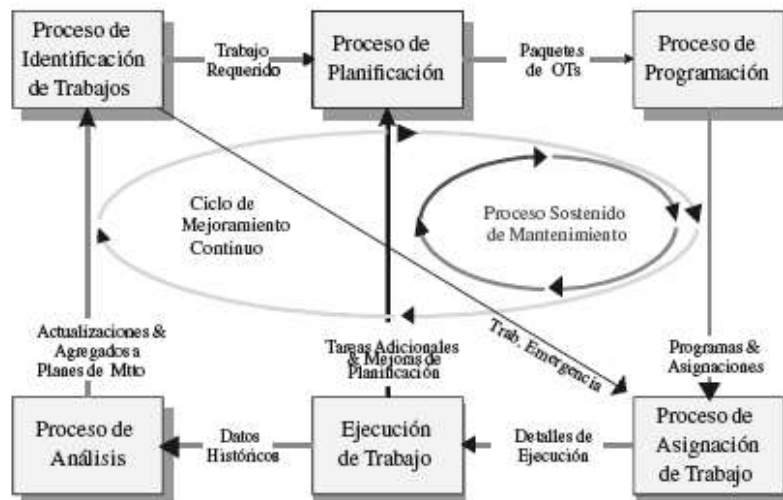 Proceso de
Identificación
de Trabajos
Trabajo
Requerido
Proceso de
Planificación
Paquetes
de OTs
Proceso de
Programación
Ciclo de
Mejoramiento
Continuo
Proceso Sostenido
de Mantenimiento
Actualizaciones &
Agregados a
Planes de Mtto
Tareas Adicionales
& Mejoras de
Planificación
Trab. Emergencia
Programas &
Asignaciones
Proceso de
Análisis
Datos
Históricos
Ejecución
de Trabajo
Detalles de
Ejecución
Proceso de
Asignación
de Trabajo